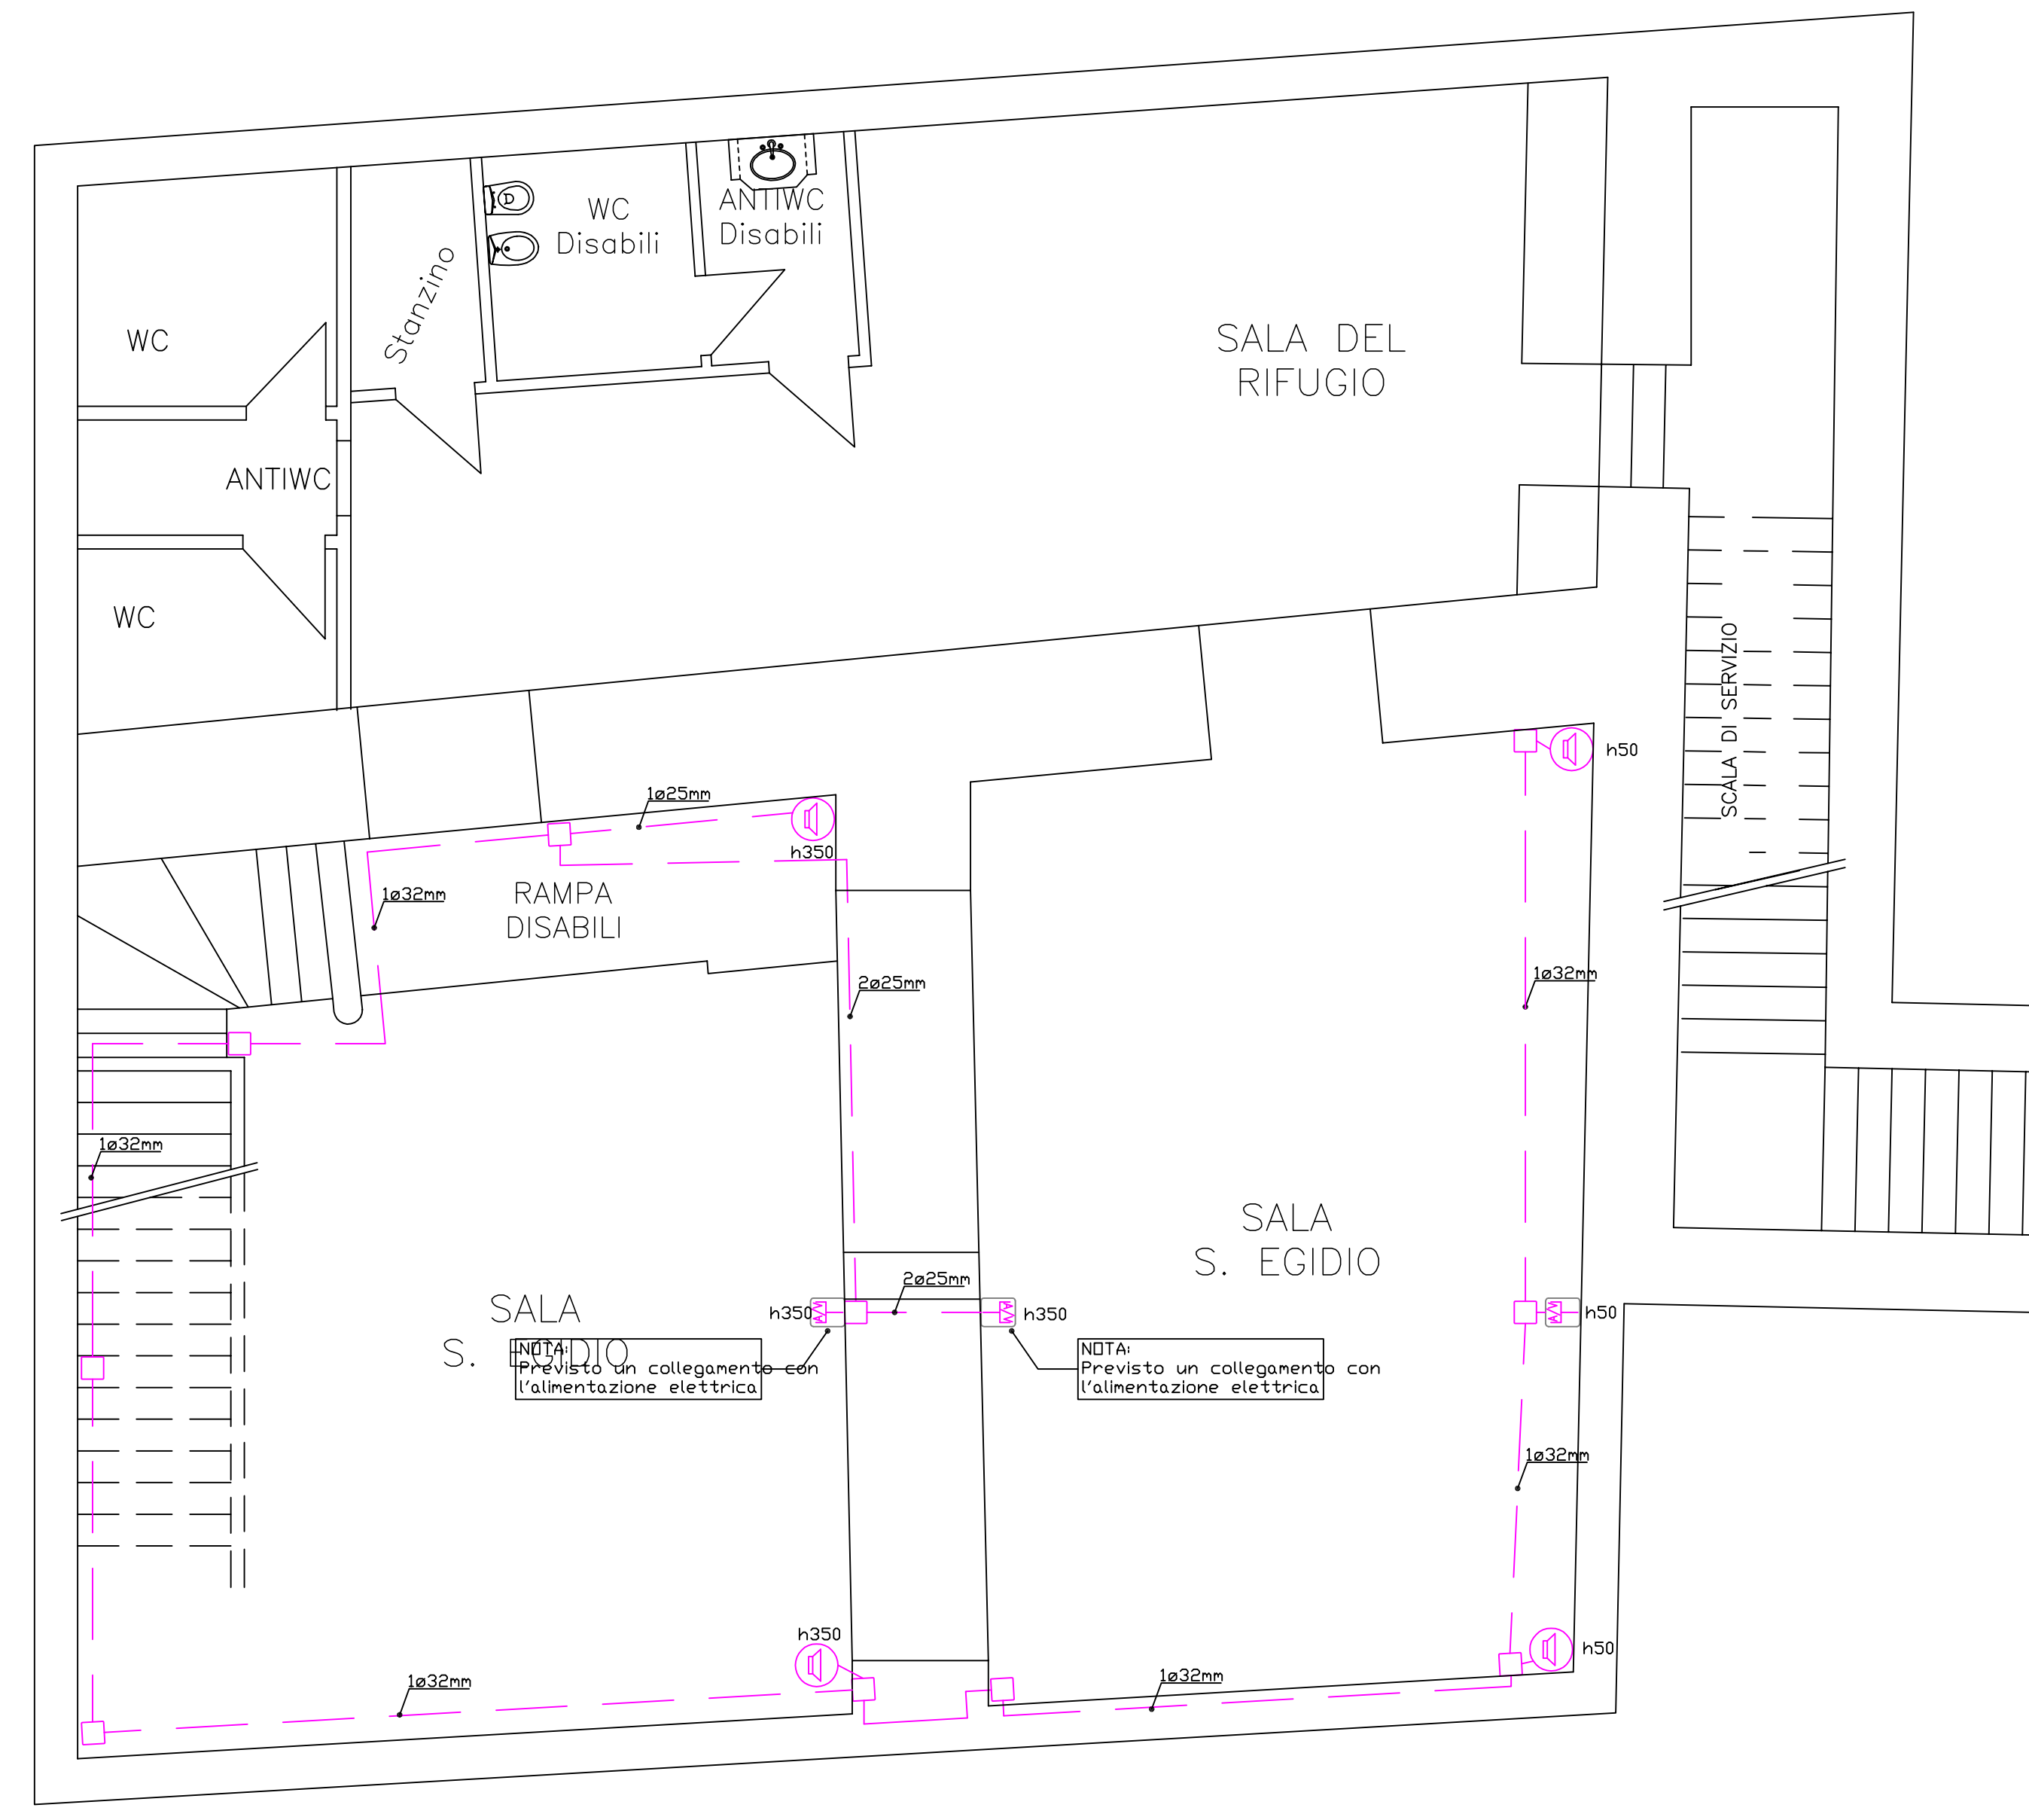 WC
Disabili
ANTIWC
Disabili
Stanzino
WC
SALA DEL
RIFUGIO
ANTIWC
WC
SCALA DI SERVIZIO
h50
1ø25mm
h350
1ø32mm
RAMPA
DISABILI
2ø25mm
1ø32mm
1ø32mm
SALA
S. EGIDIO
2ø25mm
SALA
S. EGIDIO
h350
h350
h50
NOTA:
Previsto un collegamento con
l'alimentazione elettrica
NOTA:
Previsto un collegamento con
l'alimentazione elettrica
1ø32mm
h350
h50
1ø32mm
1ø32mm